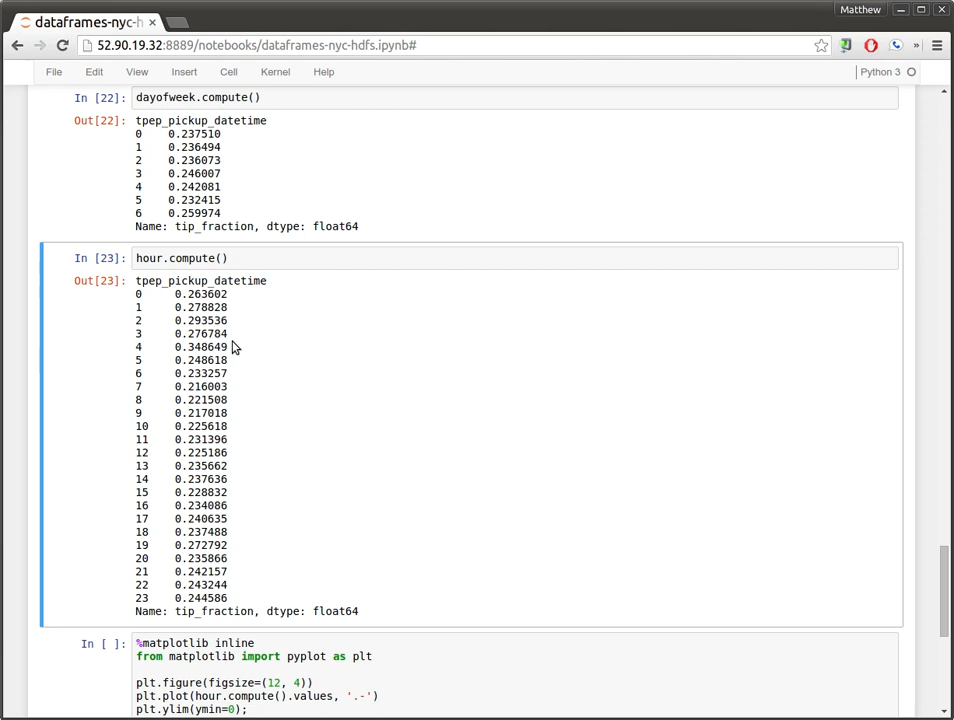 Matthew
dataframes-nyc-h
52.90.19.32:8889/notebooks/dataframes-nyc-hdfs.ipynb#
File Edit View Insert Cell Kernel Help Python 3
In [22]: dayofweek.compute()
Out[22]: tpep_pickup_datetime
0 0.237510
1 0.236494
2 0.236073
3 0.246007
4 0.242081
5 0.232415
6 0.259974
Name: tip_fraction, dtype: float64
In [23]: hour.compute()
Out[23]: tpep_pickup_datetime
0 0.263602
1 0.278828
2 0.293536
3 0.276784
4 0.348649
5 0.248618
6 0.233257
7 0.216003
8 0.221508
9 0.217018
10 0.225618
11 0.231396
12 0.225186
13 0.235662
14 0.237636
15 0.228832
16 0.234086
17 0.240635
18 0.237488
19 0.272792
20 0.235866
21 0.242157
22 0.243244
23 0.244586
Name: tip_fraction, dtype: float64
In [ ]: %matplotlib inline
from matplotlib import pyplot as plt
plt.figure(figsize=(12, 4))
plt.plot(hour.compute().values, '.-')
plt.ylim(ymin=0);